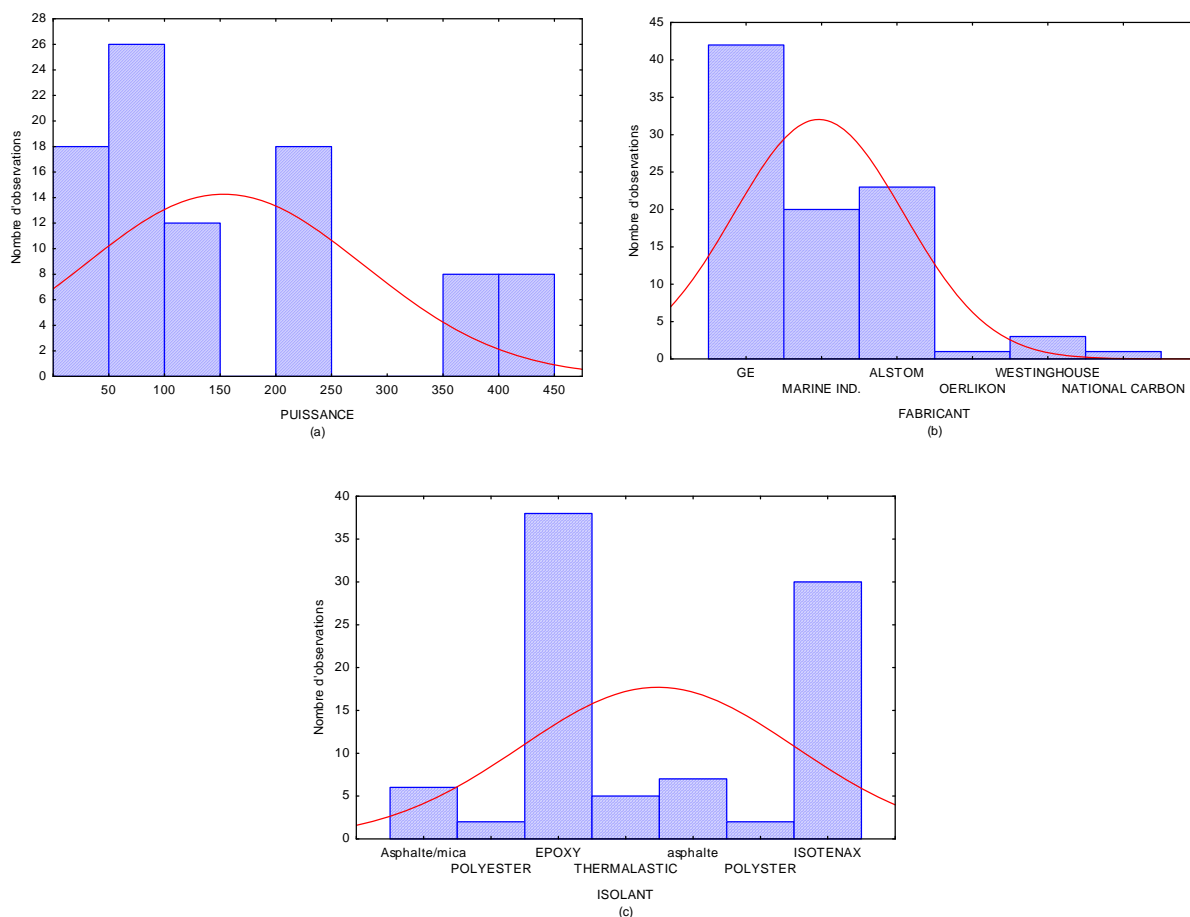 28
26
24
22
20
18
16
14
12
10
8
6
4
2
0
Nombre d'observations
50 100 150 200 250 300 350 400 450
PUISSANCE
(a)
45
40
35
30
25
20
15
10
5
0
Nombre d'observations
GE ALSTOM WESTINGHOUSE
MARINE IND. OERLIKON NATIONAL CARBON
FABRICANT
(b)
40
35
30
25
20
15
10
5
0
Nombre d'observations
Asphalte/mica EPOXY asphalte ISOTENAX
POLYESTER THERMALASTIC POLYSTER
ISOLANT
(c)